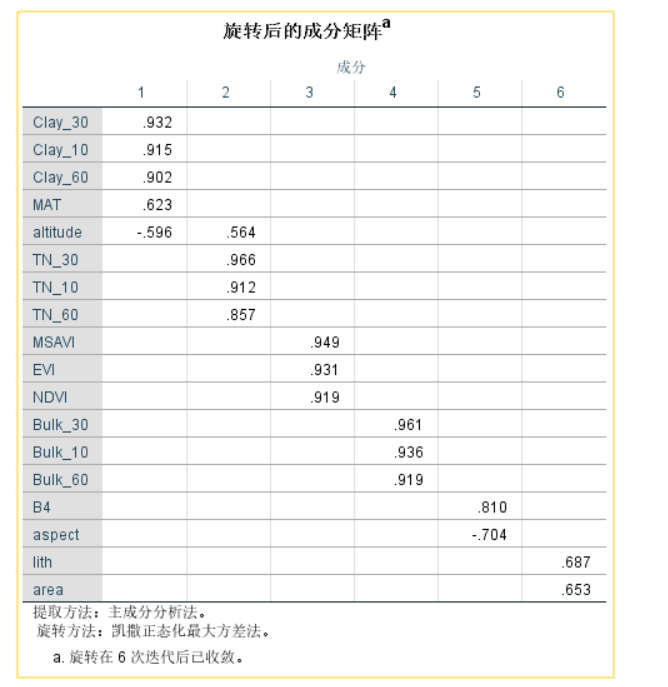 旋转后的成分矩阵a
成分
1 2 3 4 5 6
Clay_30 .932
Clay_10 .915
Clay_60 .902
MAT .623
altitude -.596 .564
TN_30 .966
TN_10 .912
TN_60 .857
MSAVI .949
EVI .931
NDVI .919
Bulk_30 .961
Bulk_10 .936
Bulk_60 .919
B4 .810
aspect -.704
lith .687
area .653
提取方法：主成分分析法。
旋转方法：凯撒正态化最大方差法。
a. 旋转在 6 次迭代后已收敛。